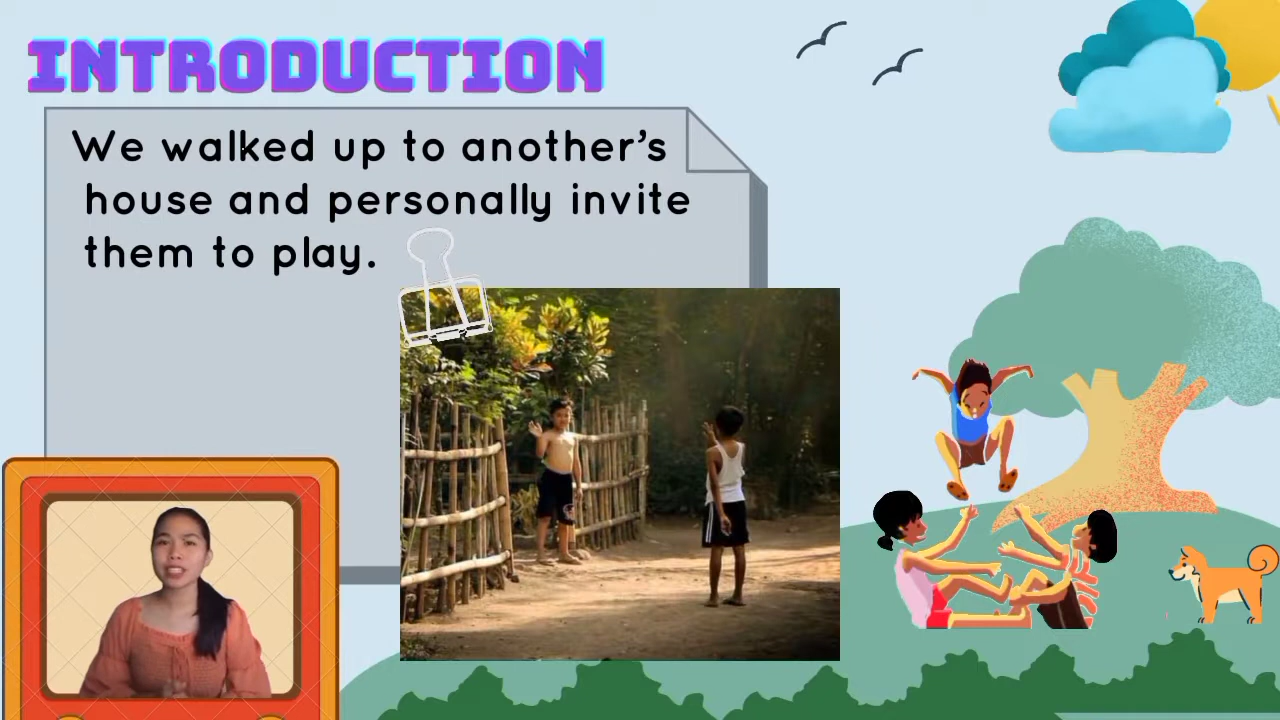 INTRODUCTION
We walked up to another's
house and personally invite
them to play.